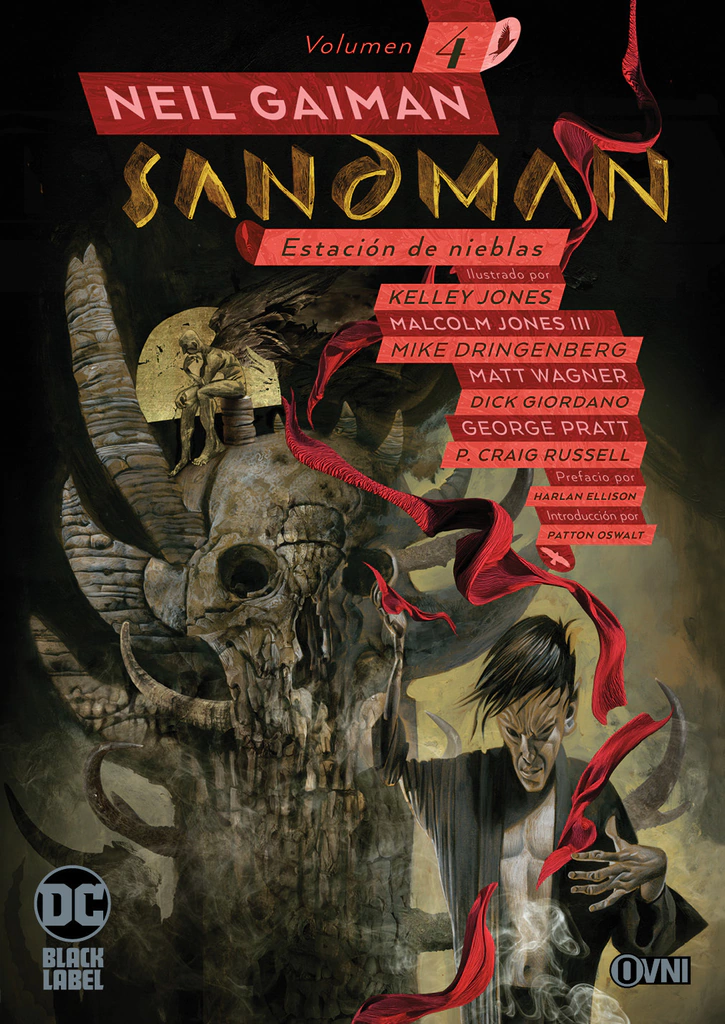 Volumen 4
NEIL GAIMAN
SANDMAN
Estación de nieblas
Ilustrado por
KELLEY JONES
MALCOLM JONES III
MIKE DRINGENBERG
MATT WAGNER
DICK GIORDANO
GEORGE PRATT
P. CRAIG RUSSELL
Prefacio por
HARLAN ELLISON
Introducción por
PATTON OSWALT
DC
BLACK
LABEL
OVNI